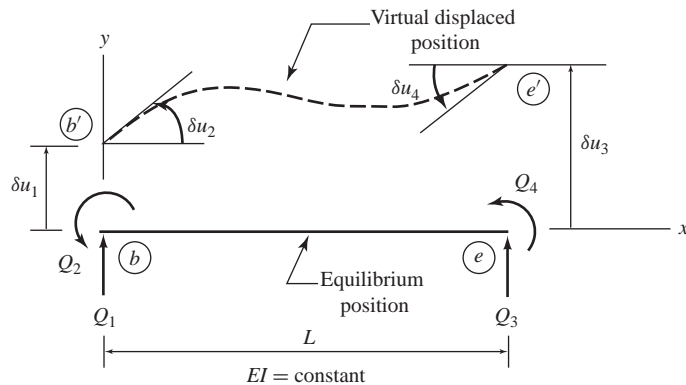 Virtual displaced
position
y
b′
δu₂
δu₄
e′
δu₁
δu₃
Q₄
x
Q₂
b
e
Equilibrium
position
Q₁
Q₃
L
EI = constant